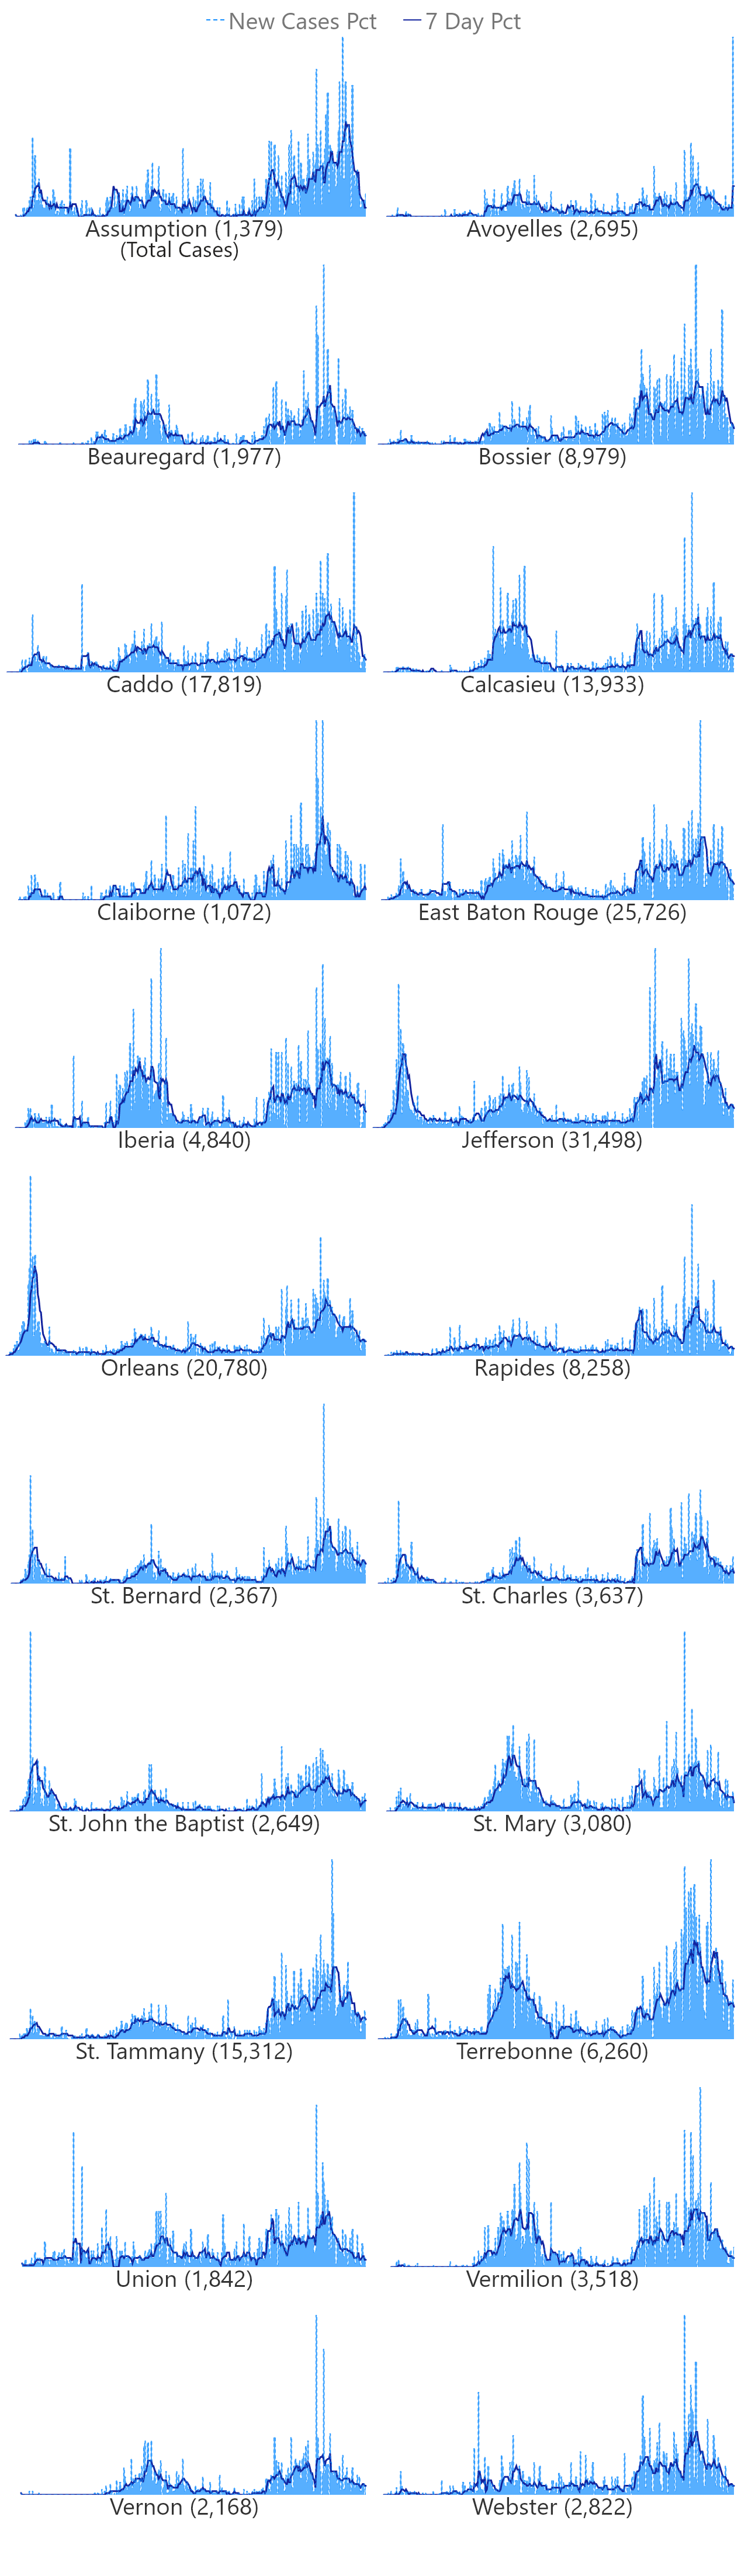 New Cases Pct 7 Day Pct
Assumption (1,379) Avoyelles (2,695)
(Total Cases)
Beauregard (1,977) Bossier (8,979)
Caddo (17,819) Calcasieu (13,933)
Claiborne (1,072) East Baton Rouge (25,726)
Iberia (4,840) Jefferson (31,498)
Orleans (20,780) Rapides (8,258)
St. Bernard (2,367) St. Charles (3,637)
St. John the Baptist (2,649) St. Mary (3,080)
St. Tammany (15,312) Terrebonne (6,260)
Union (1,842) Vermilion (3,518)
Vernon (2,168) Webster (2,822)